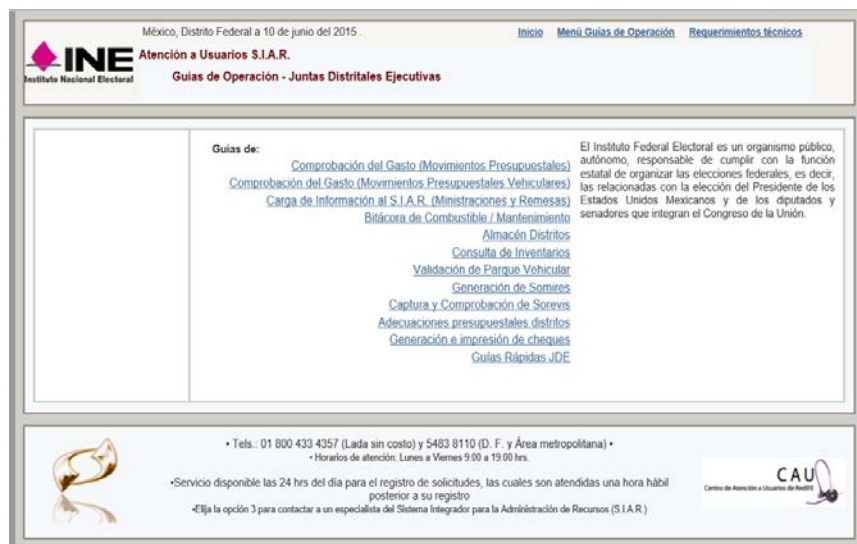 México, Distrito Federal a 10 de junio del 2015 .
Inicio Menú Guías de Operación Requerimientos técnicos
INE
Instituto Nacional Electoral
Atención a Usuarios S.I.A.R.
Guias de Operación - Juntas Distritales Ejecutivas
Guias de:
Comprobación del Gasto (Movimientos Presupuestales)
Comprobación del Gasto (Movimientos Presupuestales Vehiculares)
Carga de Información al S.I.A.R. (Ministraciones y Remesas)
Bitácora de Combustible / Mantenimiento
Almacén Distritos
Consulta de Inventarios
Validación de Parque Vehicular
Generación de Somires
Captura y Comprobación de Sorevis
Adecuaciones presupuestales distritos
Generación e impresión de cheques
Guías Rápidas JDE
El Instituto Federal Electoral es un organismo público,
autónomo, responsable de cumplir con la función
estatal de organizar las elecciones federales, es decir,
las relacionadas con la elección del Presidente de los
Estados Unidos Mexicanos y de los diputados y
senadores que integran el Congreso de la Unión.
• Tels.: 01 800 433 4357 (Lada sin costo) y 5483 8110 (D. F. y Área metropolitana) •
• Horarios de atención: Lunes a Viernes 9:00 a 19:00 hrs.
•Servicio disponible las 24 hrs del día para el registro de solicitudes, las cuales son atendidas una hora hábil
posterior a su registro
•Elija la opción 3 para contactar a un especialista del Sistema Integrador para la Administración de Recursos (S.I.A.R.)
CAU
Centro de Atención a Usuarios de RedIFE